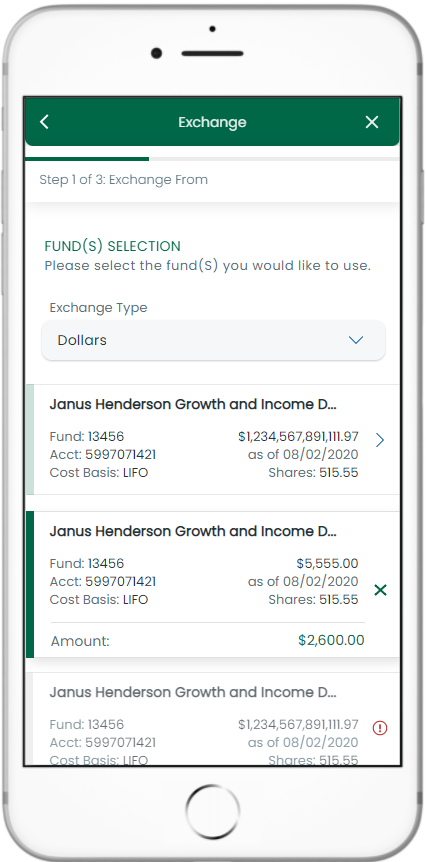 Exchange
Step 1 of 3: Exchange From
FUND(S) SELECTION
Please select the fund(S) you would like to use.
Exchange Type
Dollars
Janus Henderson Growth and Income D...
Fund: 13456 $1,234,567,891,111.97
Acct: 5997071421 as of 08/02/2020
Cost Basis: LIFO Shares: 515.55
Janus Henderson Growth and Income D...
Fund: 13456 $5,555.00
Acct: 5997071421 as of 08/02/2020
Cost Basis: LIFO Shares: 515.55
Amount: $2,600.00
Janus Henderson Growth and Income D...
Fund: 13456 $1,234,567,891,111.97
Acct: 5997071421 as of 08/02/2020
Cost Basis: LIFO Shares: 515.55